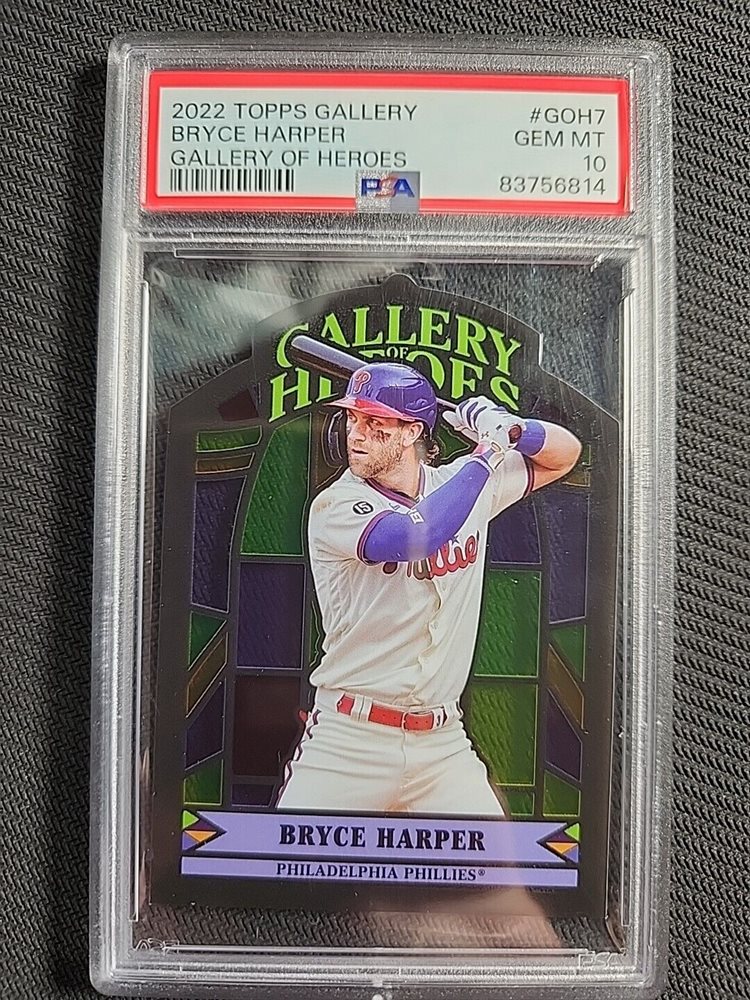 2022 TOPPS GALLERY #GOH7
BRYCE HARPER GEM MT
GALLERY OF HEROES 10
PSA 83756814
GALLERY
OF
HEROES
P
Phillies
BRYCE HARPER
PHILADELPHIA PHILLIES®
PSA